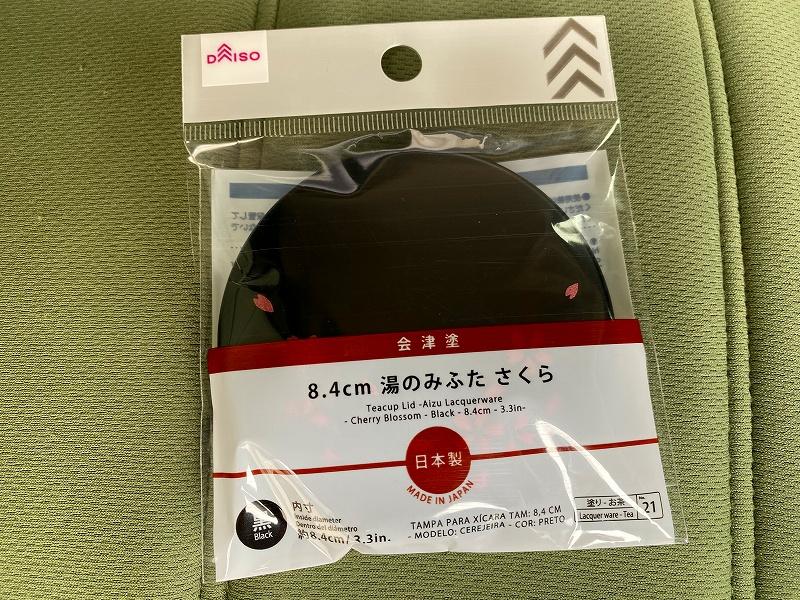 DAISO
会津塗
8.4cm 湯のみふた さくら
Teacup Lid -Aizu Lacquerware
- Cherry Blossom - Black - 8.4cm - 3.3in-
日本製
MADE IN JAPAN
黒
Black
内寸
Inside diameter
Dentro del diámetro
約8.4cm/ 3.3in.
TAMPA PARA XÍCARA TAM: 8,4 CM
- MODELO: CEREJEIRA - COR: PRETO
塗り - お茶
Lacquer ware - Tea
No.
21